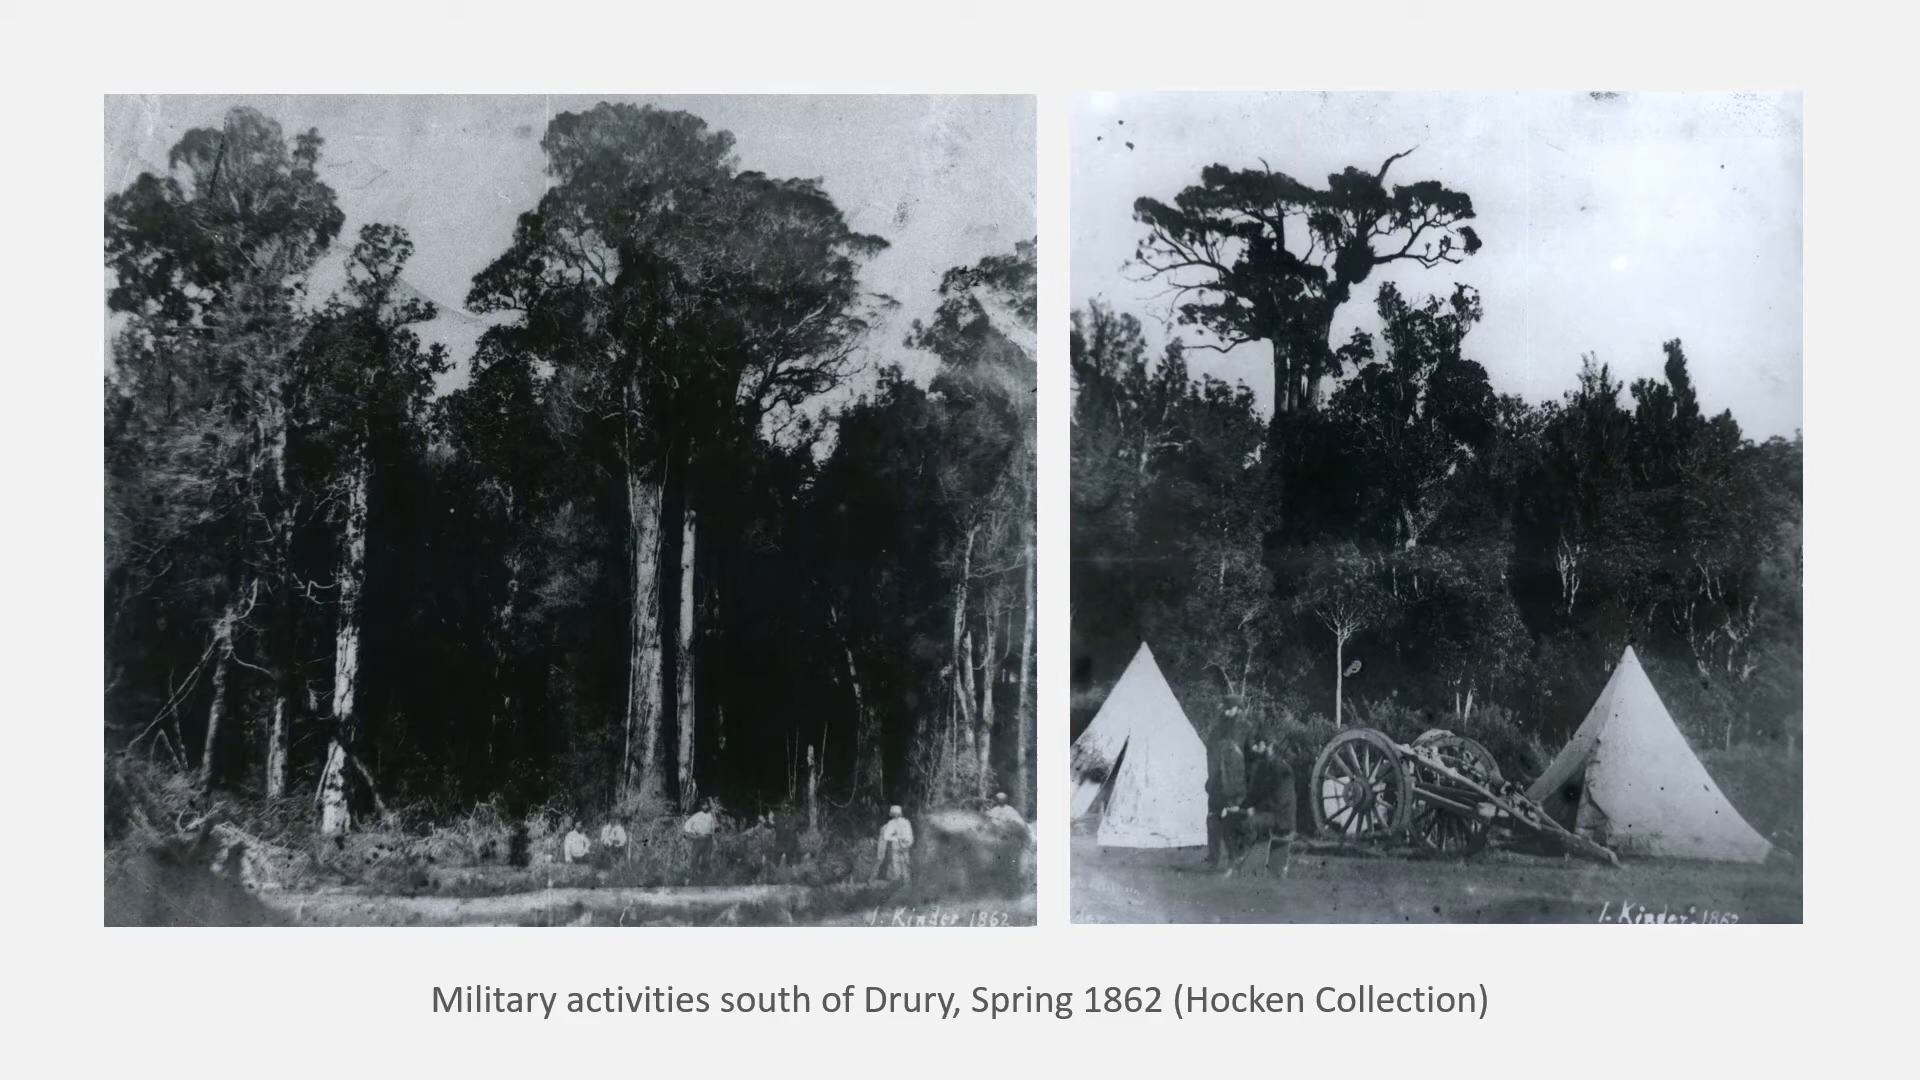 J. Kinder 1862
J. Kinder. 1862
Military activities south of Drury, Spring 1862 (Hocken Collection)